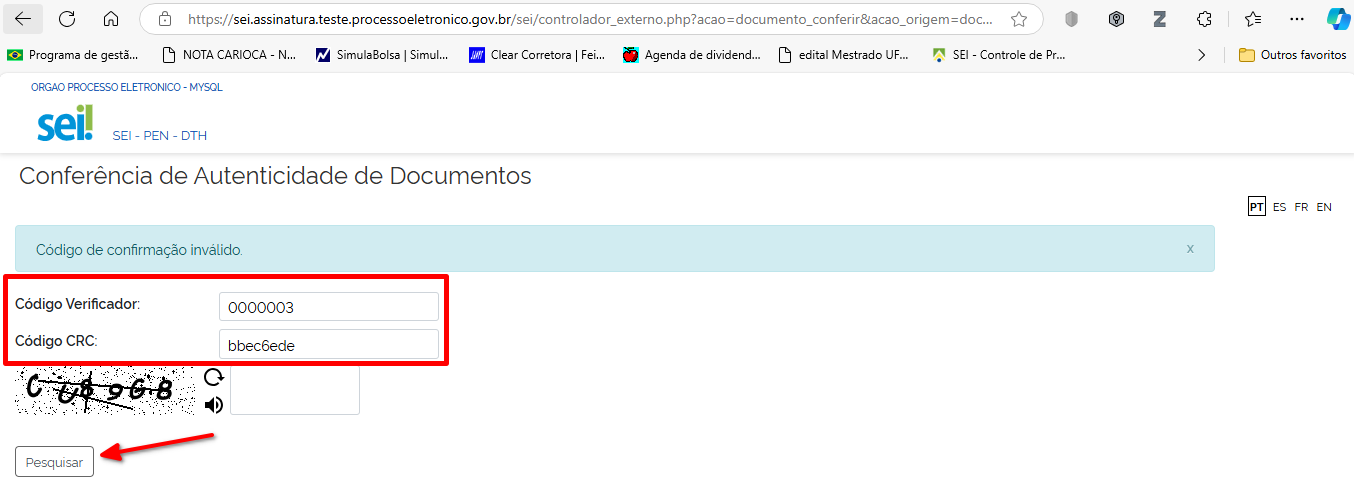 https://sei.assinatura.teste.processoeletronico.gov.br/sei/controlador_externo.php?acao=documento_conferir&acao_origem=doc...
Programa de gestã...
NOTA CARIOCA - N...
SimulaBolsa | Simul...
Clear Corretora | Fei...
Agenda de dividend...
edital Mestrado UF...
SEI - Controle de Pr...
Outros favoritos
ORGAO PROCESSO ELETRONICO - MYSQL
sei!
SEI - PEN - DTH
Conferência de Autenticidade de Documentos
PT ES FR EN
Código de confirmação inválido.
x
Código Verificador:
0000003
Código CRC:
bbec6ede
Pesquisar